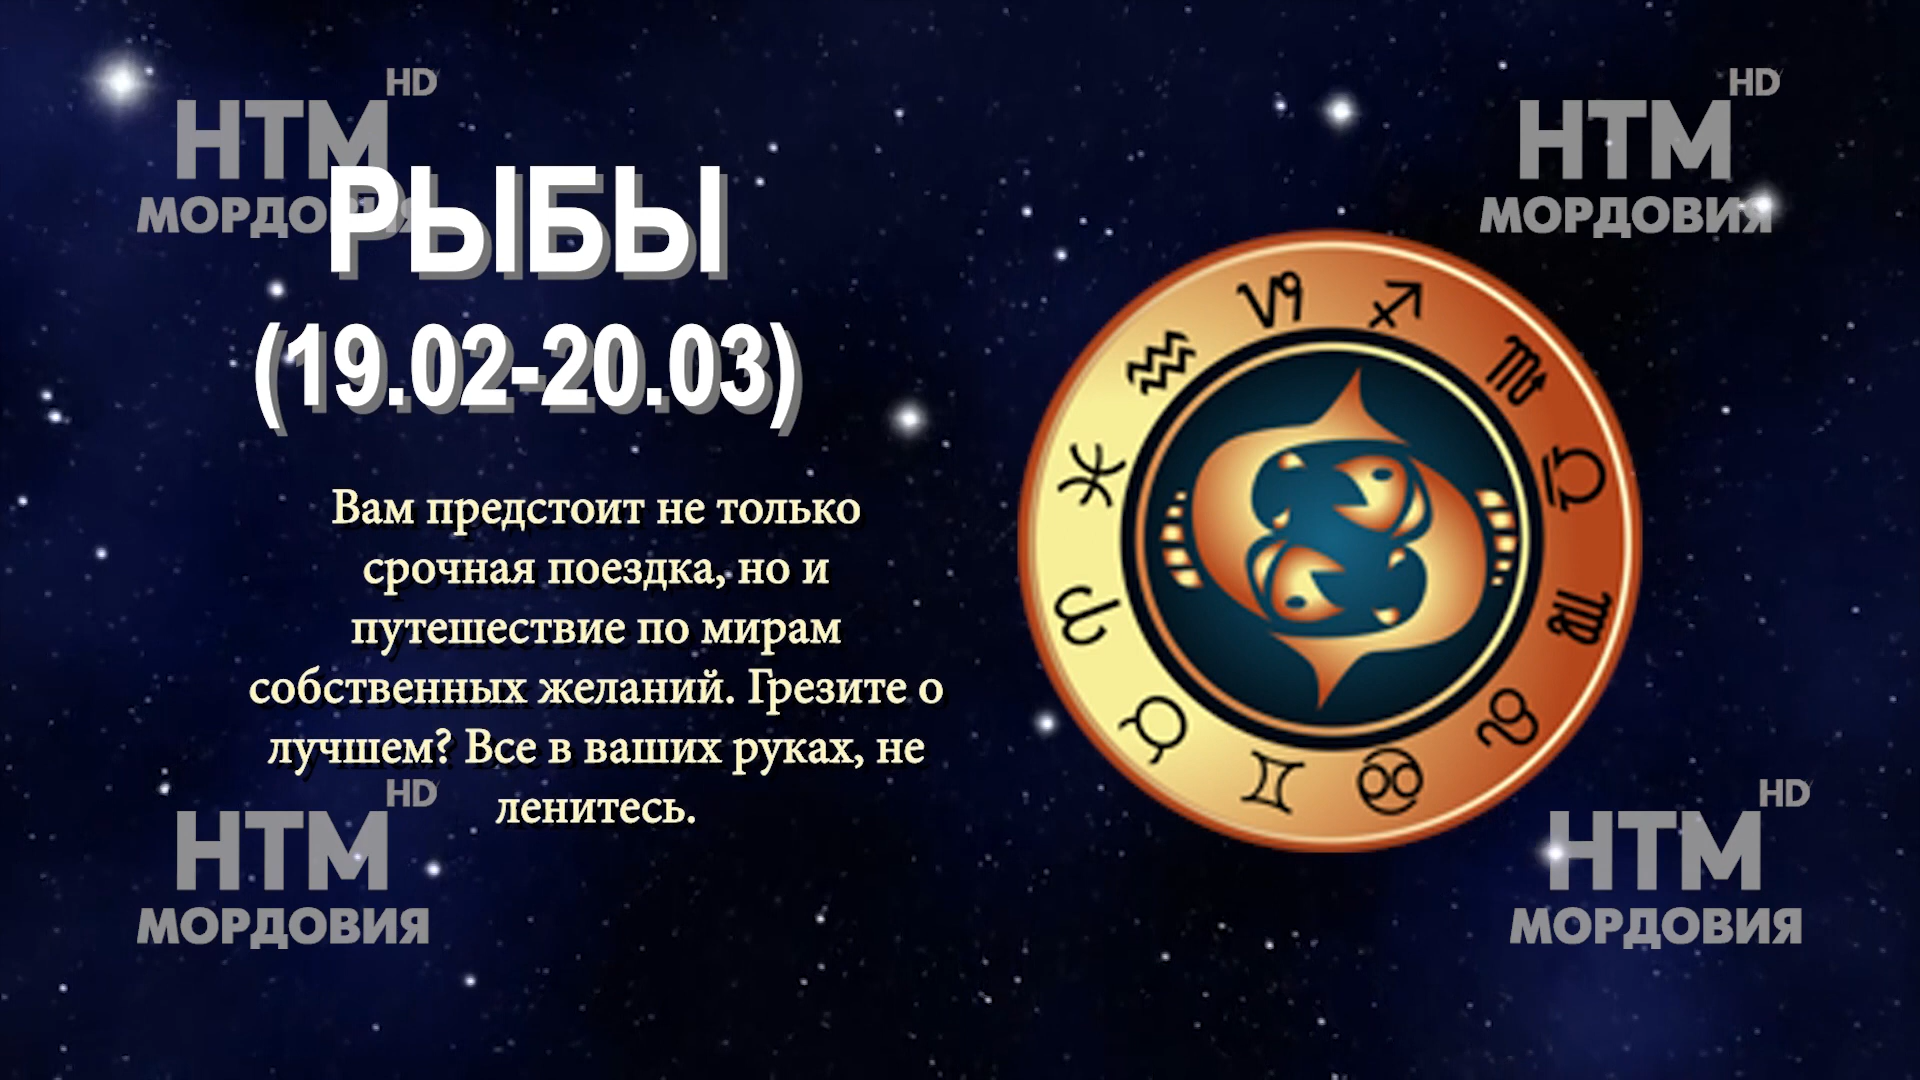 HD
НТМ
МОРДОВИЯ
HD
НТМ
МОРДОВИЯ
РЫБЫ
(19.02-20.03)
Вам предстоит не только
срочная поездка, но и
путешествие по мирам
собственных желаний. Грезите о
лучшем? Все в ваших руках, не
ленитесь.
HD
НТМ
МОРДОВИЯ
HD
НТМ
МОРДОВИЯ